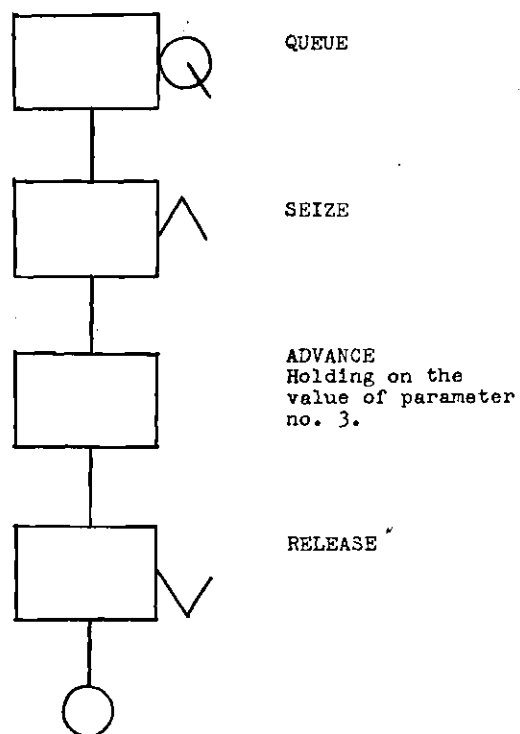 QUEUE
SEIZE
ADVANCE
Holding on the
value of parameter
no. 3.
RELEASE